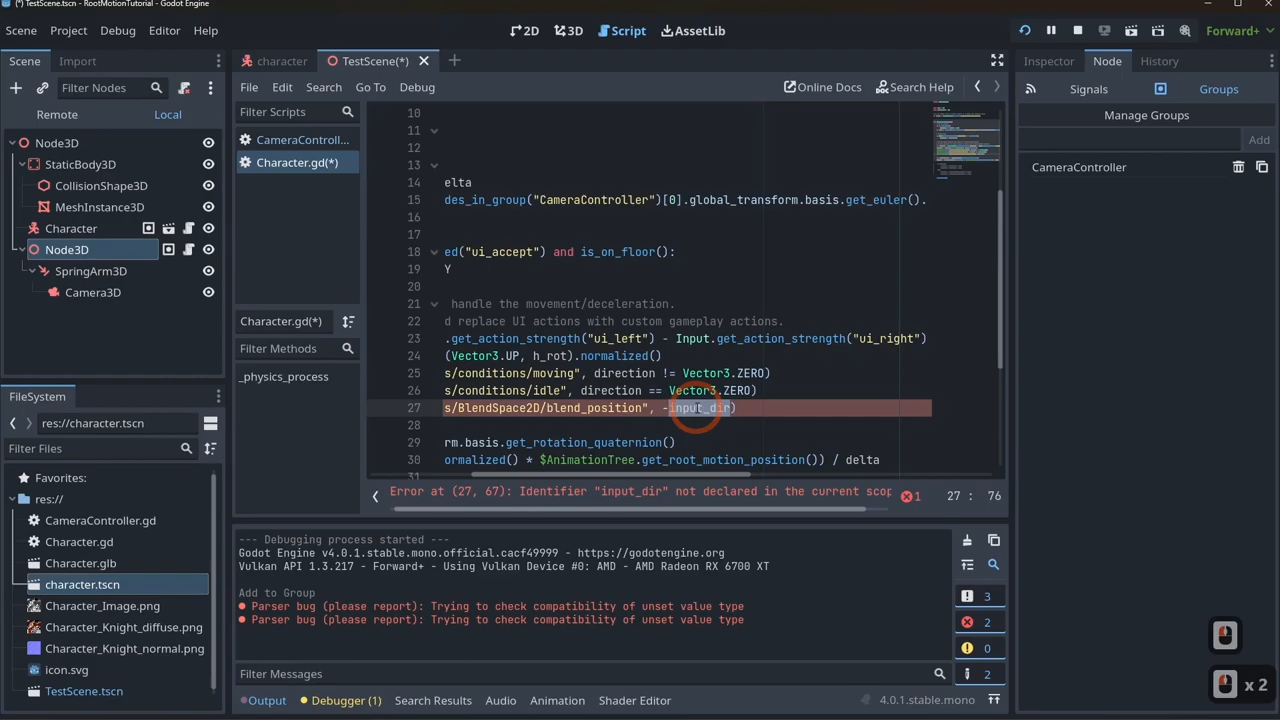 (*) TestScene.tscn - RootMotionTutorial - Godot Engine
Scene Project Debug Editor Help
2D 3D Script AssetLib
Forward+
Scene Import
Filter Nodes
Remote Local
Node3D
StaticBody3D
CollisionShape3D
MeshInstance3D
Character
Node3D
SpringArm3D
Camera3D
FileSystem
res://character.tscn
Filter Files
Favorites:
res://
CameraController.gd
Character.gd
Character.glb
character.tscn
Character_Image.png
Character_Knight_diffuse.png
Character_Knight_normal.png
icon.svg
TestScene.tscn
character TestScene(*)
File Edit Search Go To Debug
Online Docs Search Help
Filter Scripts
CameraControll...
Character.gd(*)
Character.gd(*)
Filter Methods
_physics_process
10
11
12
13
14 elta
15 des_in_group("CameraController")[0].global_transform.basis.get_euler().
16
17
18 ed("ui_accept") and is_on_floor():
19 Y
20
21 handle the movement/deceleration.
22 d replace UI actions with custom gameplay actions.
23 .get_action_strength("ui_left") - Input.get_action_strength("ui_right")
24 (Vector3.UP, h_rot).normalized()
25 s/conditions/moving", direction != Vector3.ZERO)
26 s/conditions/idle", direction == Vector3.ZERO)
27 s/BlendSpace2D/blend_position", -input_dir)
28
29 rm.basis.get_rotation_quaternion()
30 ormalized() * $AnimationTree.get_root_motion_position()) / delta
31
Error at (27, 67): Identifier "input_dir" not declared in the current scop
1 27 : 76
--- Debugging process started ---
Godot Engine v4.0.1.stable.mono.official.cacf49999 - https://godotengine.org
Vulkan API 1.3.217 - Forward+ - Using Vulkan Device #0: AMD - AMD Radeon RX 6700 XT
Add to Group
Parser bug (please report): Trying to check compatibility of unset value type
Parser bug (please report): Trying to check compatibility of unset value type
3
2
0
2
Filter Messages
Output Debugger (1) Search Results Audio Animation Shader Editor
4.0.1.stable.mono
Inspector Node History
Signals Groups
Manage Groups
Add
CameraController
x 2